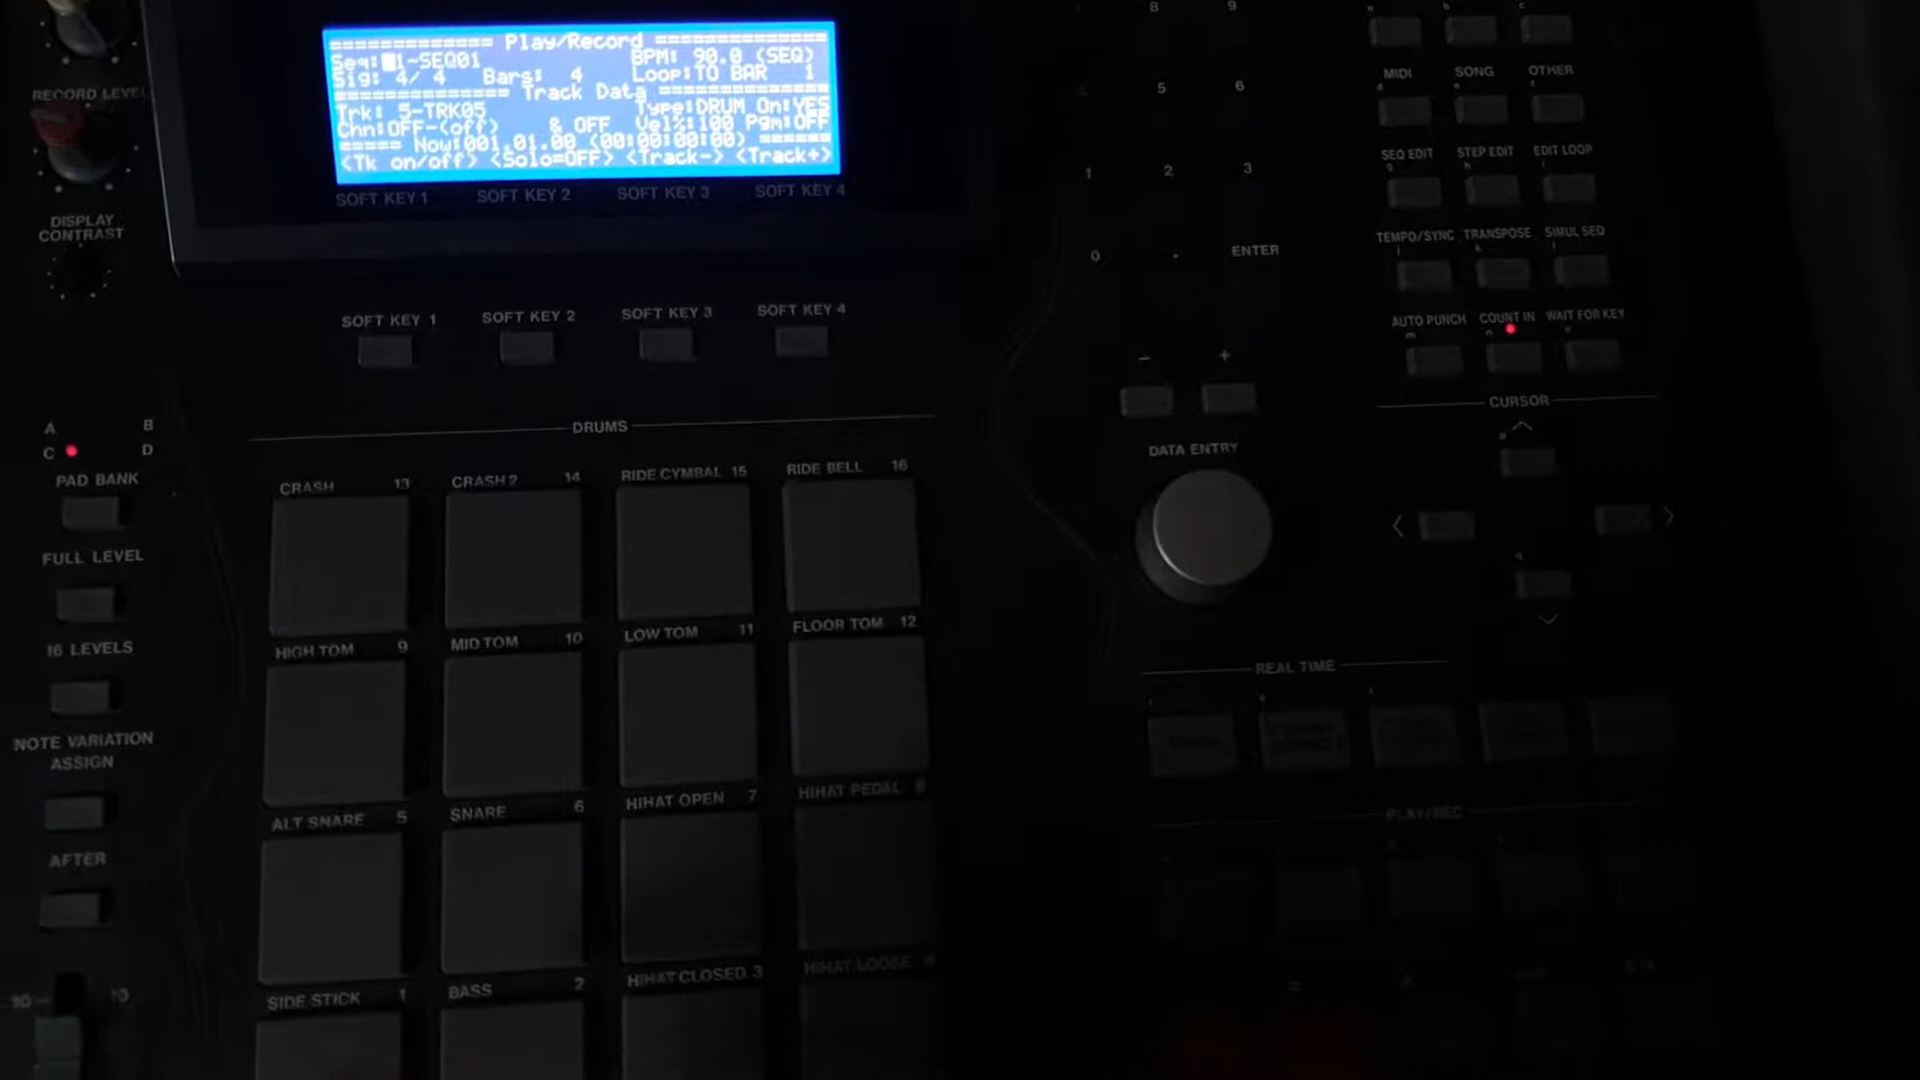 ============= Play/Record =============
Seq: 1-SEQ01 BPM: 90.0 (SEQ)
Sig: 4/ 4 Bars: 4 Loop:TO BAR 1
============= Track Data =============
Trk: 5-TRK05 Type:DRUM On:YES
Chn:OFF-(off) & OFF Vel%:100 Pgm:OFF
===== Now:001.01.00 (00:00:00:00) ======
<Tk on/off> <Solo=OFF> <Track-> <Track+>
SOFT KEY 1 SOFT KEY 2 SOFT KEY 3 SOFT KEY 4
SOFT KEY 1 SOFT KEY 2 SOFT KEY 3 SOFT KEY 4
RECORD LEVEL
DISPLAY
CONTRAST
A B
C D
PAD BANK
FULL LEVEL
16 LEVELS
NOTE VARIATION
ASSIGN
AFTER
10
DRUMS
CRASH 13 CRASH 2 14 RIDE CYMBAL 15 RIDE BELL 16
HIGH TOM 9 MID TOM 10 LOW TOM 11 FLOOR TOM 12
ALT SNARE 5 SNARE 6 HIHAT OPEN 7 HIHAT PEDAL 8
SIDE STICK 1 BASS 2 HIHAT CLOSED 3 HIHAT LOOSE 4
8 9
4 5 6
1 2 3
0 . ENTER
- +
DATA ENTRY
MIDI SONG OTHER
SEQ EDIT STEP EDIT EDIT LOOP
TEMPO/SYNC TRANSPOSE SIMUL SEQ
AUTO PUNCH COUNT IN WAIT FOR KEY
m n o
CURSOR
p
q
REAL TIME
PLAY/REC